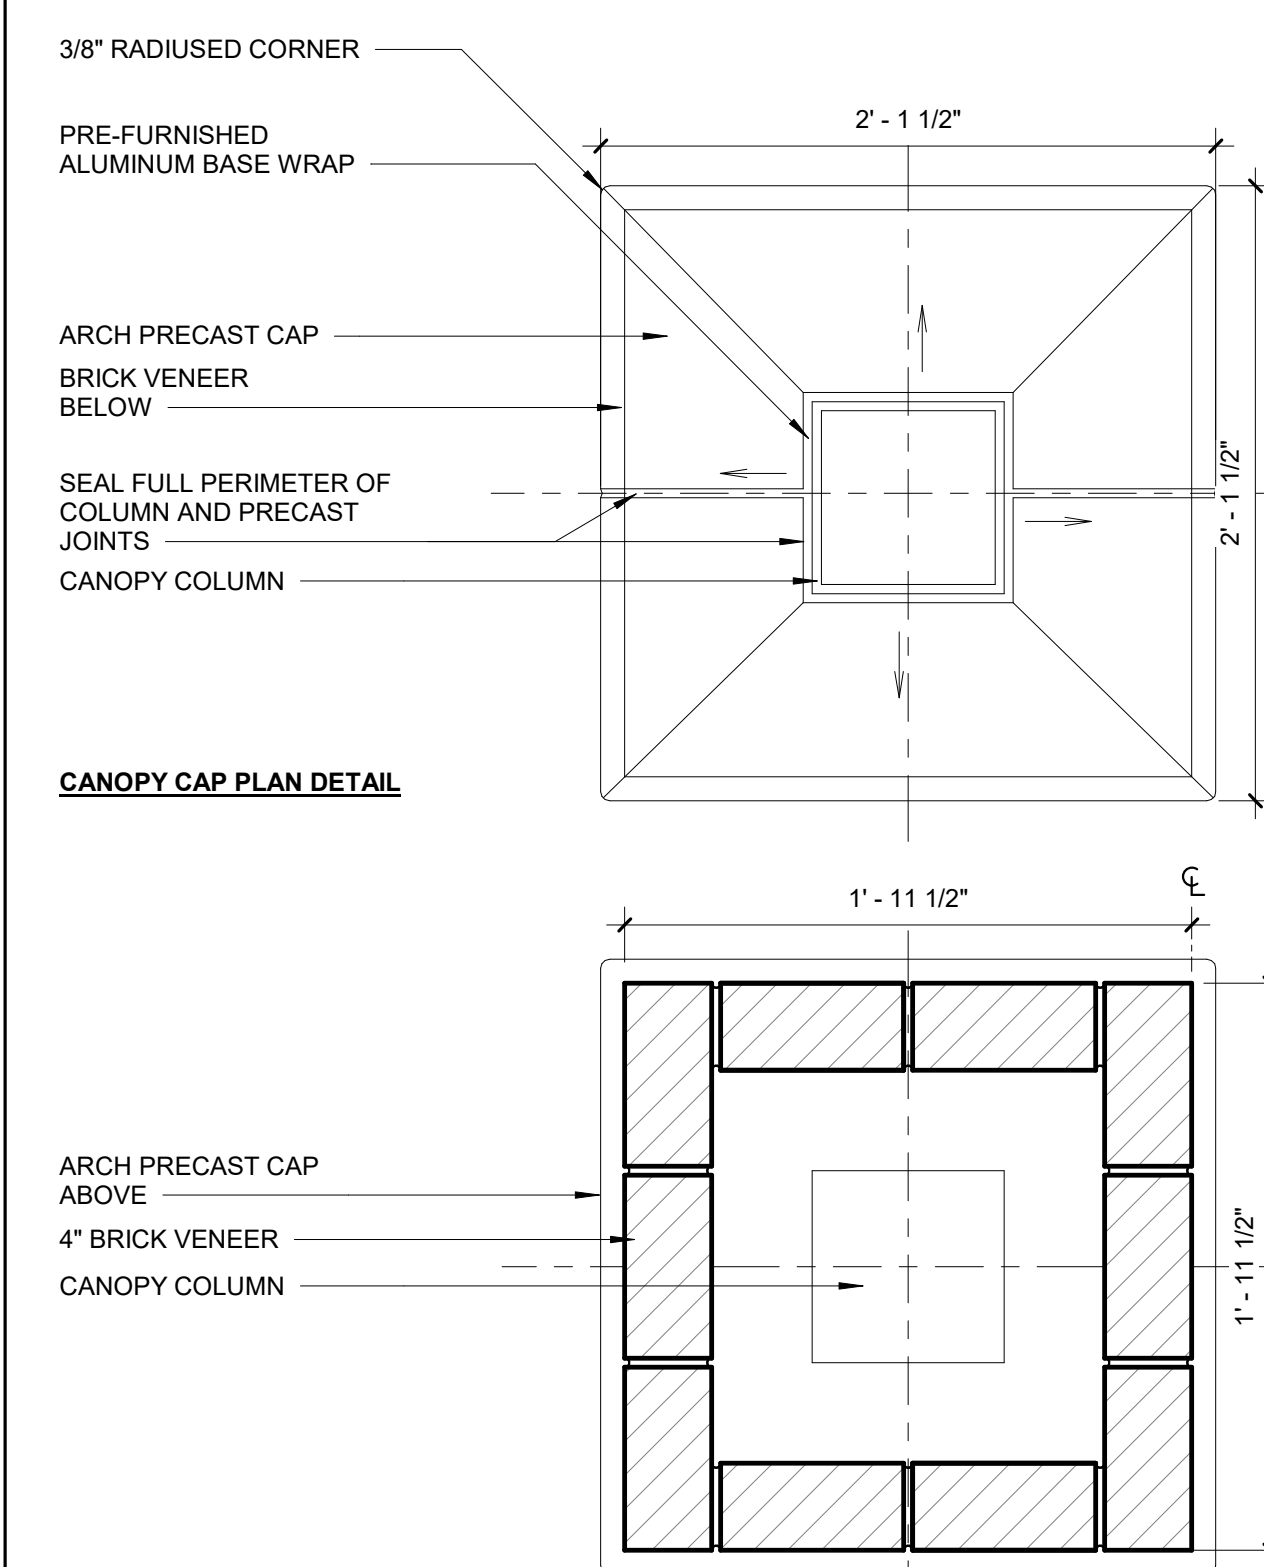 3/8" RADIUSED CORNER
PRE-FURNISHED
ALUMINUM BASE WRAP
2' - 1 1/2"
ARCH PRECAST CAP
BRICK VENEER
BELOW
2' - 1 1/2"
SEAL FULL PERIMETER OF
COLUMN AND PRECAST
JOINTS
CANOPY COLUMN
CANOPY CAP PLAN DETAIL
℄
1' - 11 1/2"
ARCH PRECAST CAP
ABOVE
4" BRICK VENEER
CANOPY COLUMN
1' - 11 1/2"